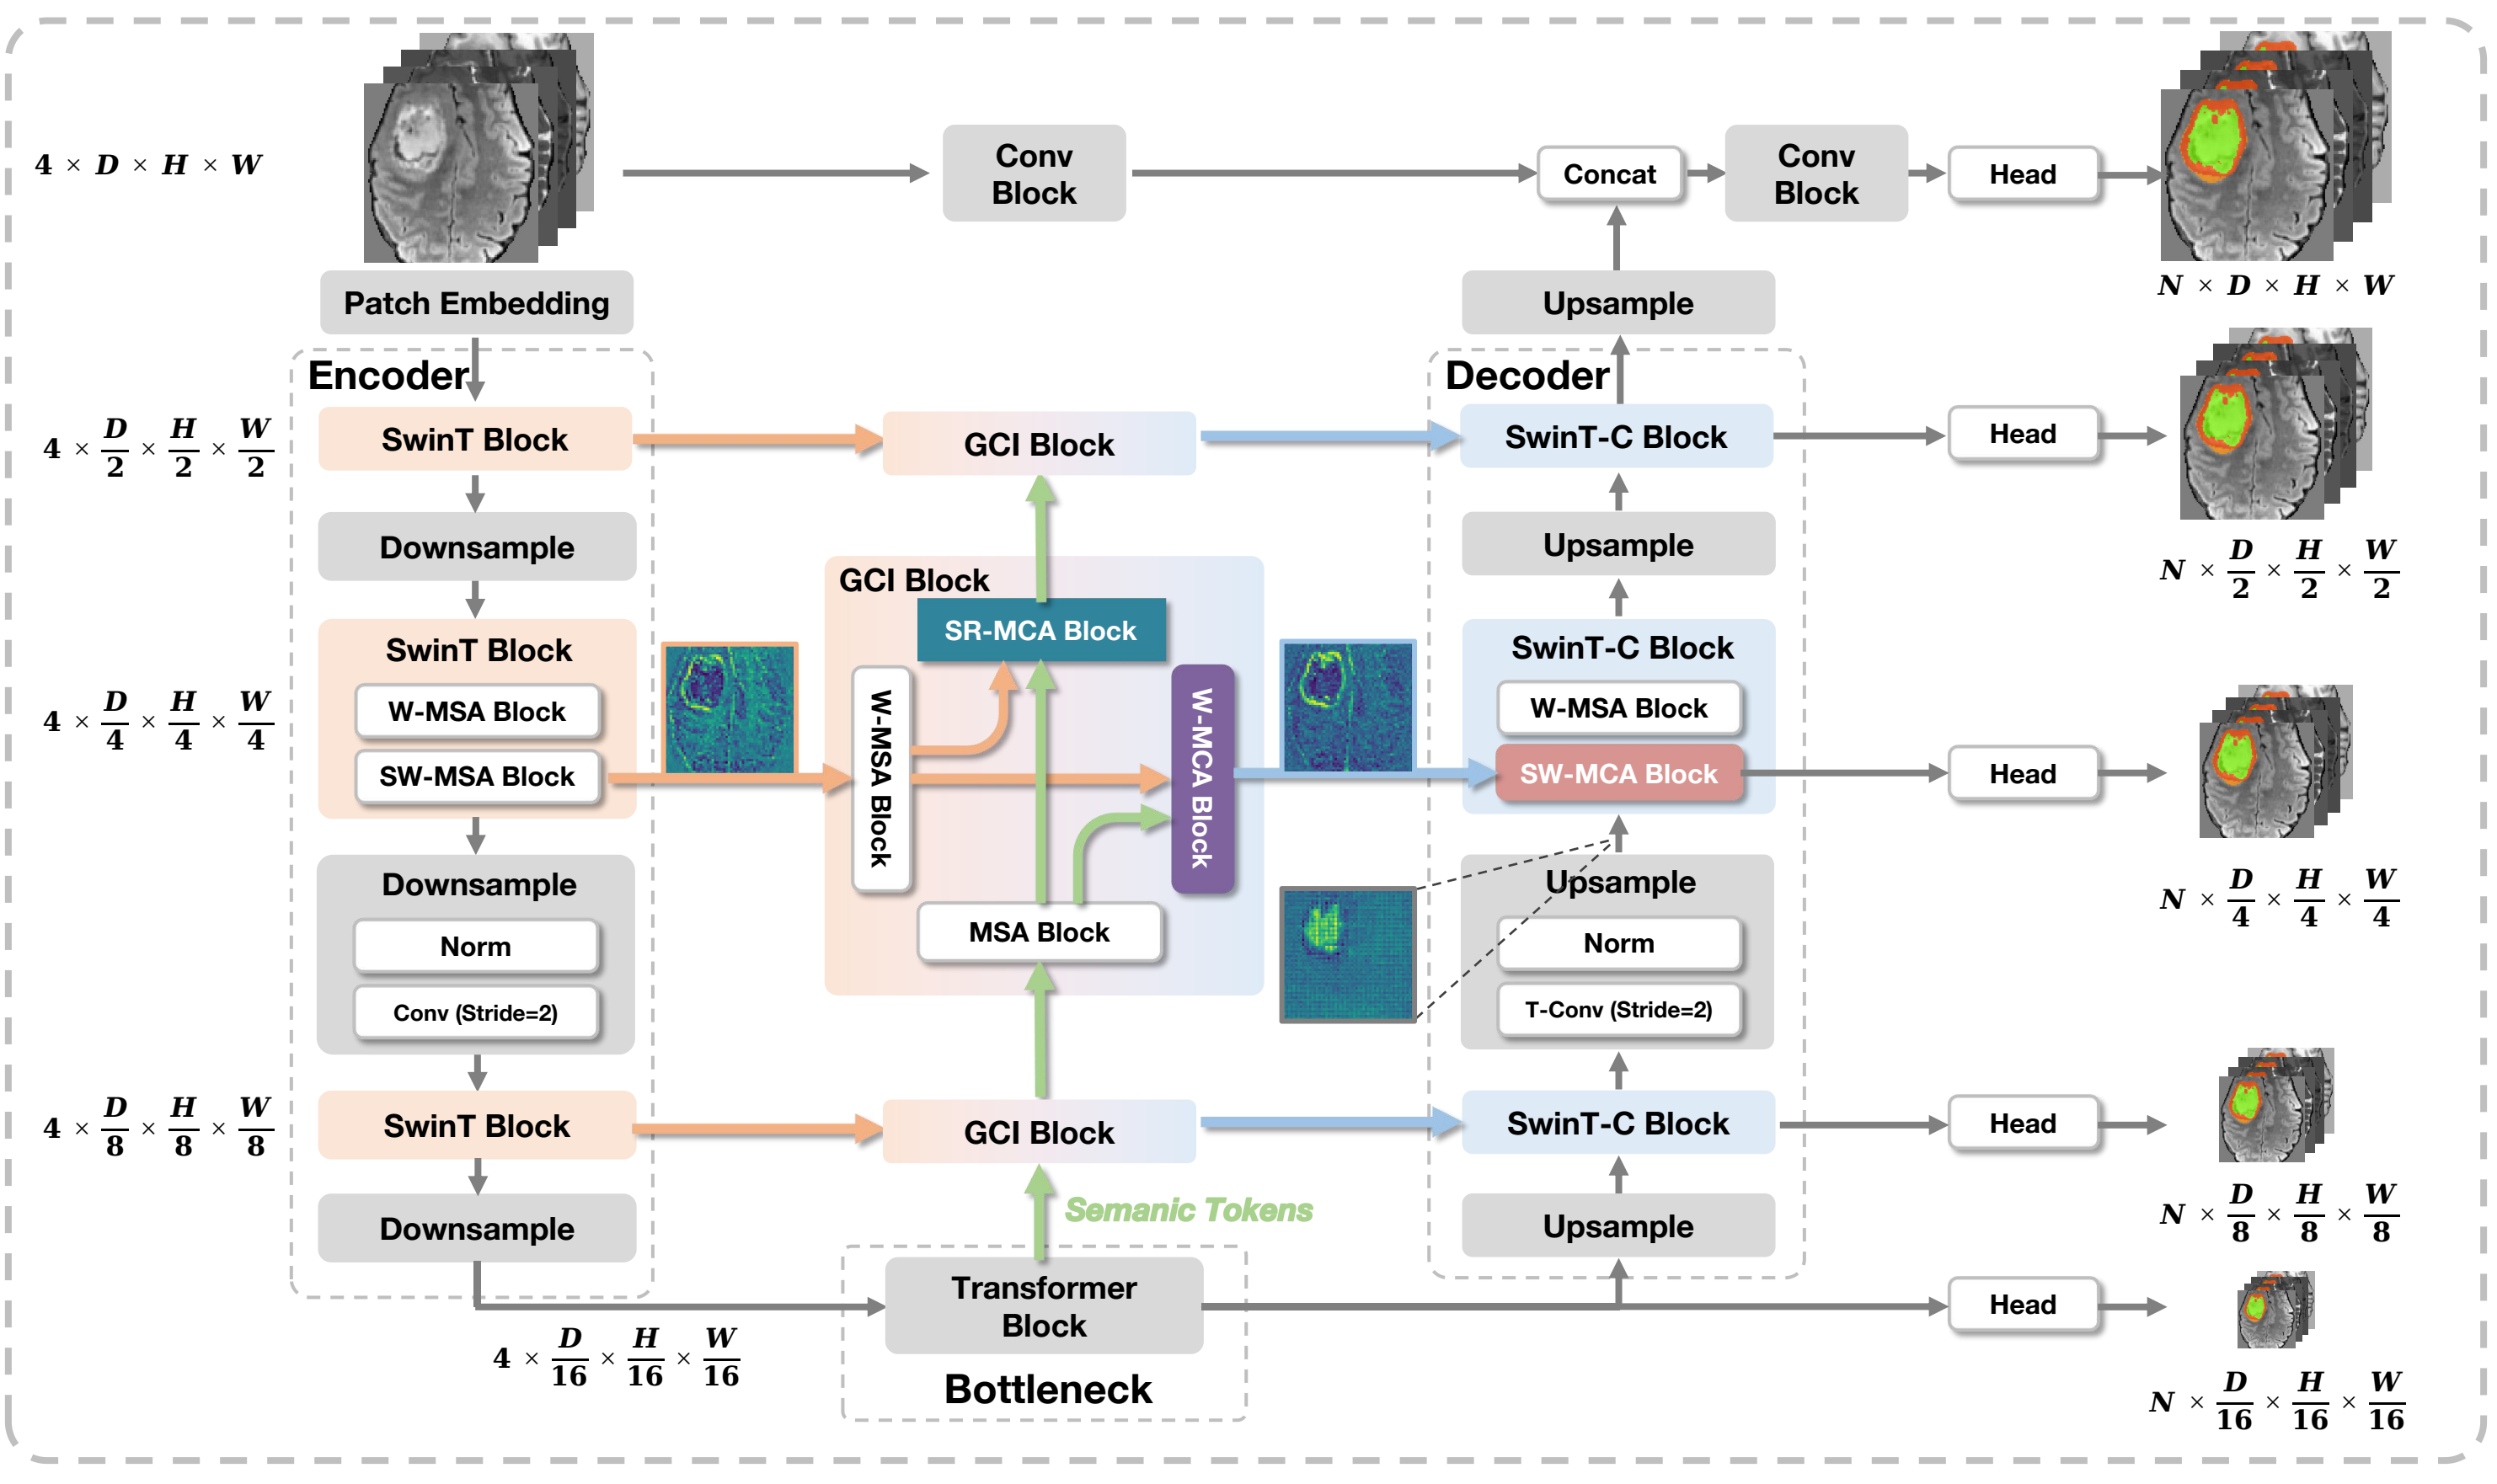 4 × D × H × W
Conv
Block
Concat
Conv
Block
Head
N × D × H × W
Patch Embedding
Upsample
Encoder
Decoder
4 × D/2 × H/2 × W/2
SwinT Block
GCI Block
SwinT-C Block
Head
N × D/2 × H/2 × W/2
Downsample
Upsample
GCI Block
SR-MCA Block
4 × D/4 × H/4 × W/4
SwinT Block
W-MSA Block
SW-MSA Block
W-MSA Block
W-MCA Block
MSA Block
SwinT-C Block
W-MSA Block
SW-MCA Block
Head
N × D/4 × H/4 × W/4
Downsample
Norm
Conv (Stride=2)
Upsample
Norm
T-Conv (Stride=2)
4 × D/8 × H/8 × W/8
SwinT Block
GCI Block
SwinT-C Block
Head
N × D/8 × H/8 × W/8
Semanic Tokens
Downsample
Upsample
4 × D/16 × H/16 × W/16
Transformer
Block
Bottleneck
Head
N × D/16 × H/16 × W/16